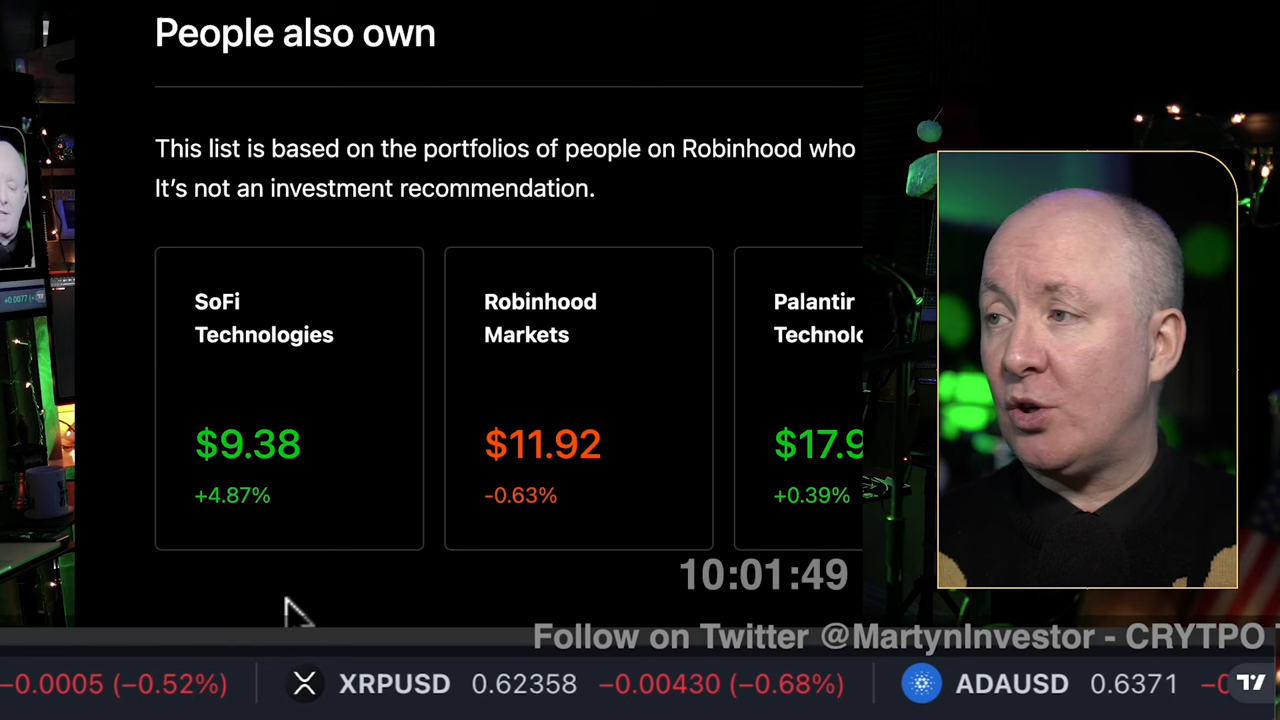 People also own
This list is based on the portfolios of people on Robinhood who
It’s not an investment recommendation.
SoFi
Technologies
$9.38
+4.87%
Robinhood
Markets
$11.92
-0.63%
Palantir
$17.9
+0.39%
10:01:49
Follow on Twitter @MartynInvestor - CRYTPO
−0.0005 (−0.52%)
XRPUSD 0.62358 −0.00430 (−0.68%)
ADAUSD 0.6371